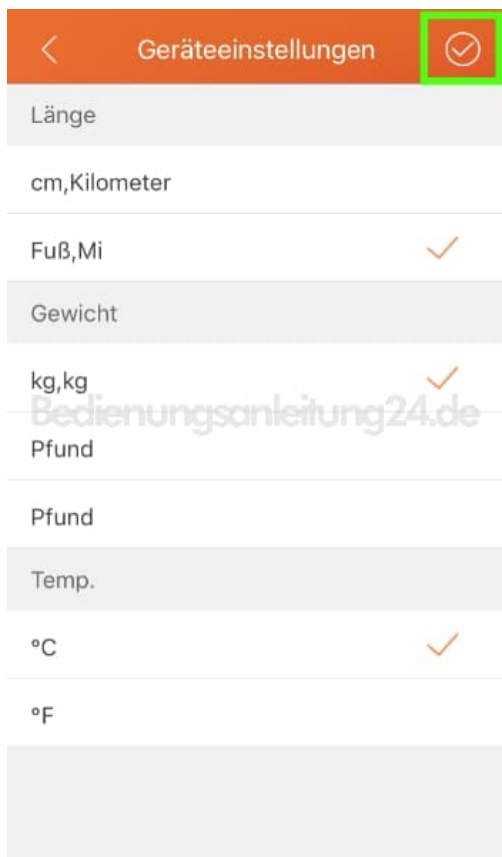 Geräteeinstellungen
Länge
cm,Kilometer
Fuß,Mi
Gewicht
kg,kg
Bedienungsanleitung24.de
Pfund
Pfund
Temp.
°C
°F